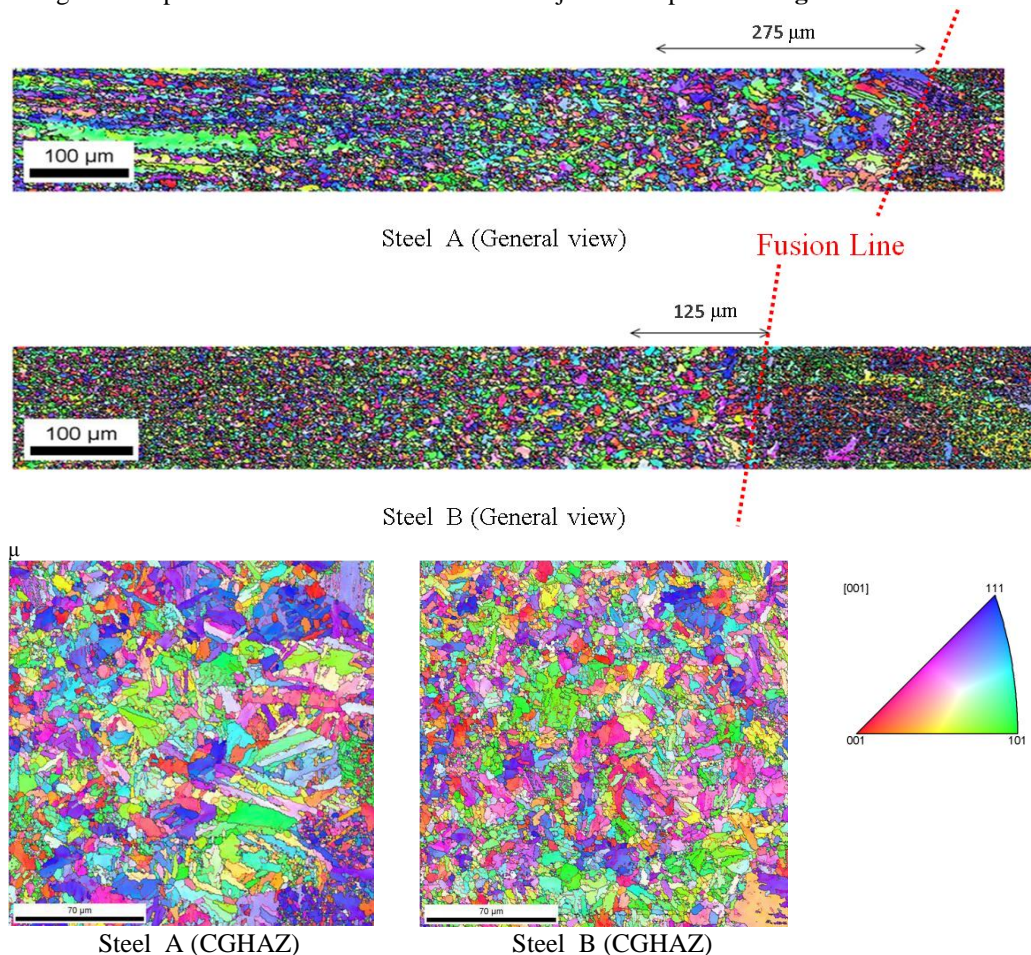 275 μm
100 μm
Steel A (General view)
Fusion Line
125 μm
100 μm
Steel B (General view)
μ
[001] 111
001 101
70 μm
70 μm
Steel A (CGHAZ) Steel B (CGHAZ)